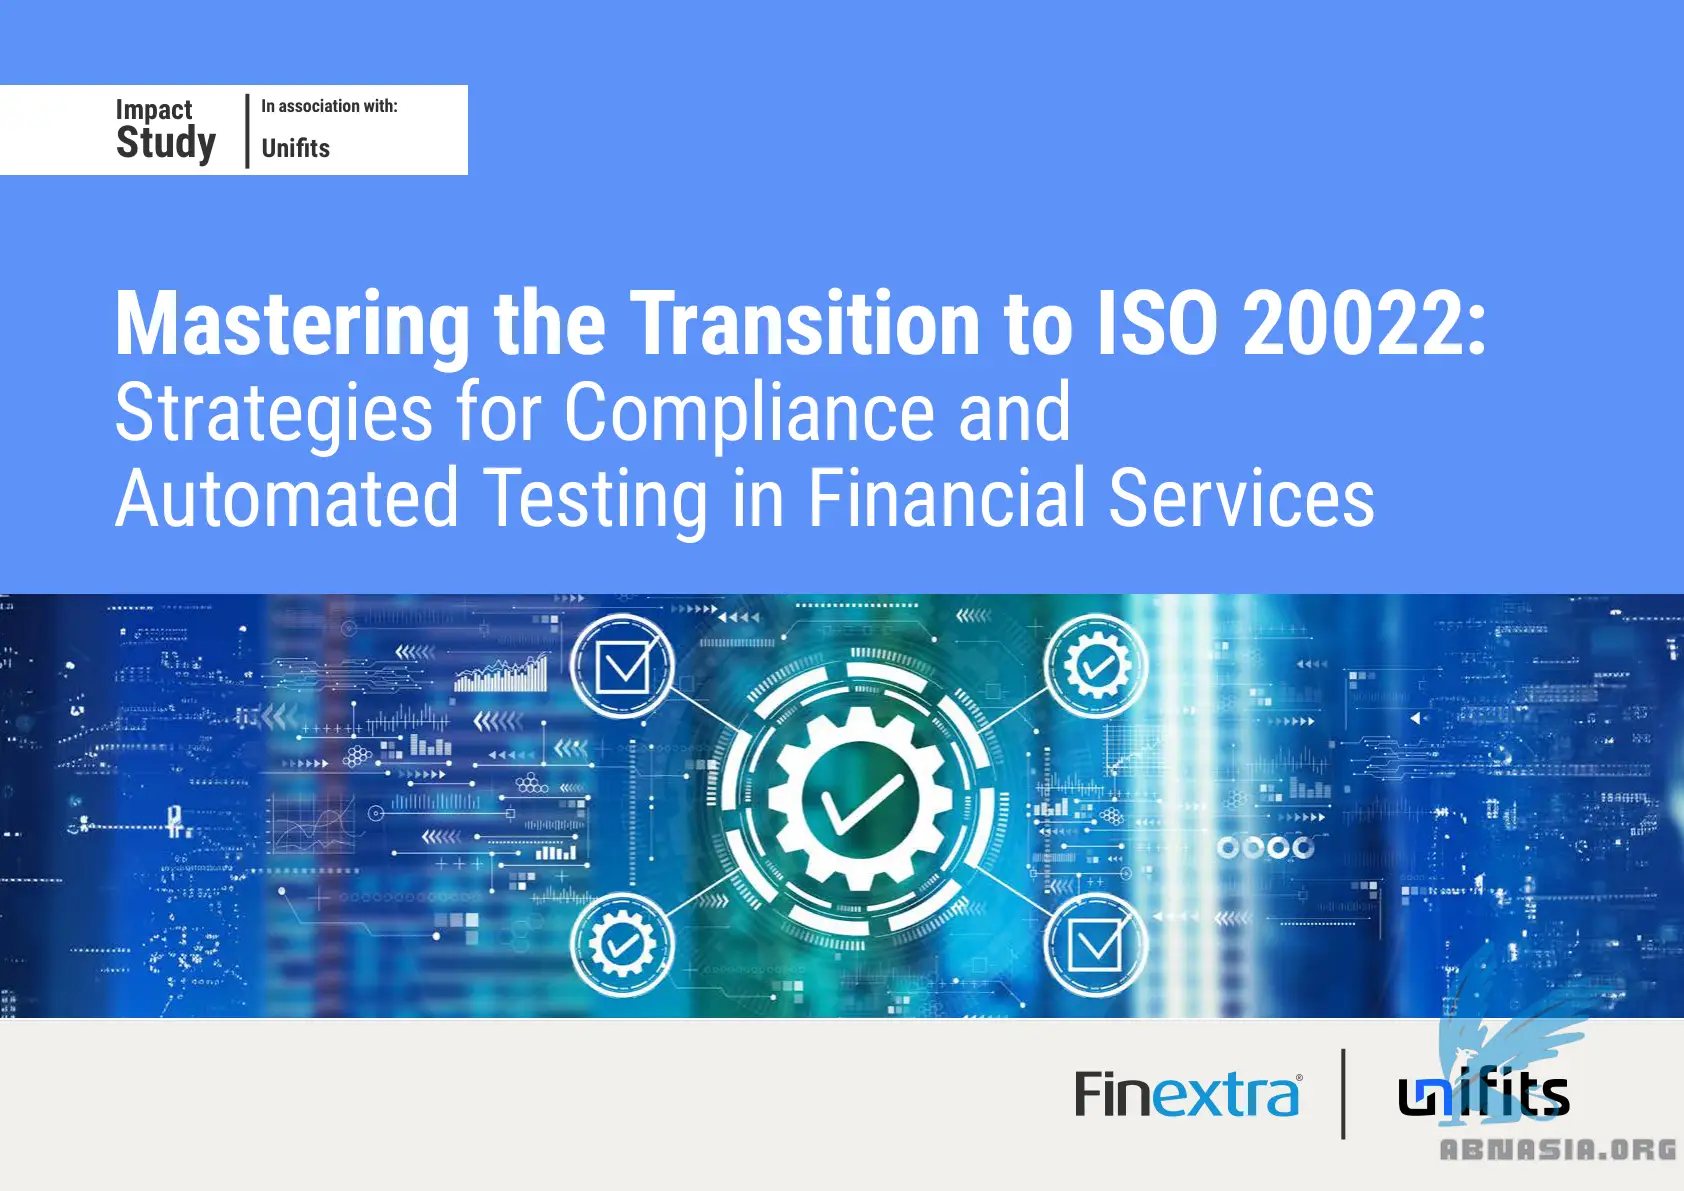 Impact
Study
In association with:
Unifits
Mastering the Transition to ISO 20022:
Strategies for Compliance and
Automated Testing in Financial Services
Finextra®
unifits
ABNASIA.ORG